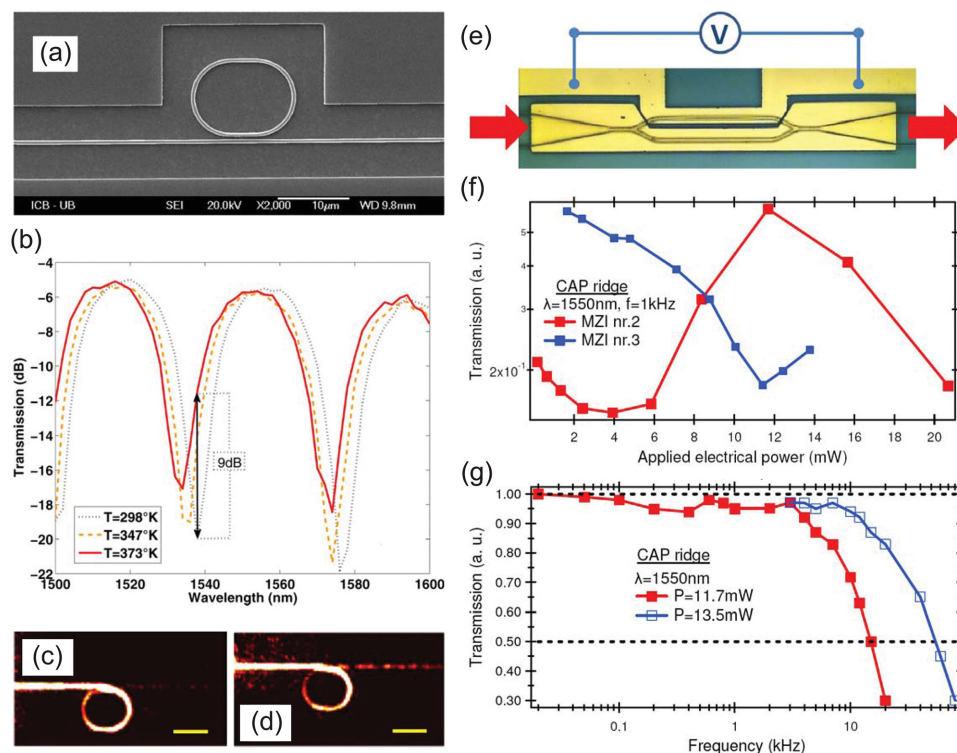 (a)
ICB - UB SEI 20.0kV X2,000 10µm WD 9.8mm
(b)
Transmission (dB)
-4
-6
-8
-10
-12
-14
-16
-18
-20
-22
9dB
T=298°K
T=347°K
T=373°K
1500 1520 1540 1560 1580 1600
Wavelength (nm)
(c)
(d)
(e)
V
(f)
Transmission (a. u.)
5
4
3
2x10⁻¹
CAP ridge
λ=1550nm, f=1kHz
MZI nr.2
MZI nr.3
2 4 6 8 10 12 14 16 18 20
Applied electrical power (mW)
(g)
Transmission (a. u.)
1.00
0.90
0.80
0.70
0.60
0.50
0.40
0.30
CAP ridge
λ=1550nm
P=11.7mW
P=13.5mW
0.1 1 10
Frequency (kHz)